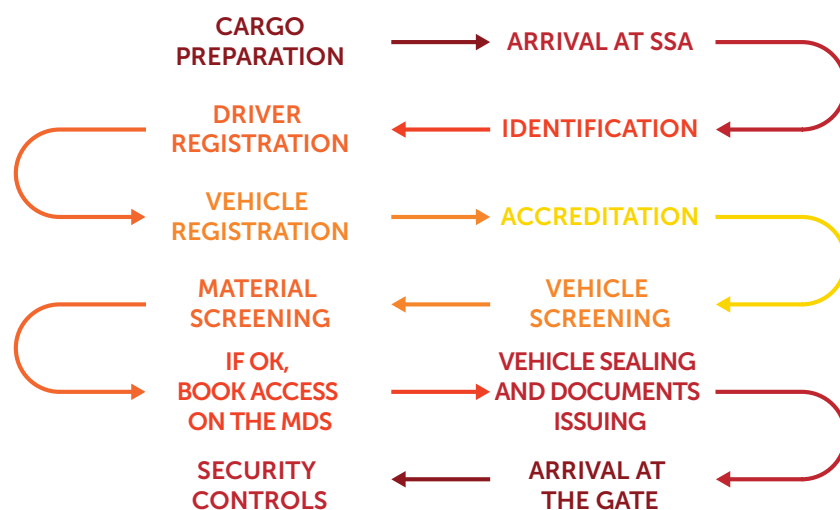 CARGO
PREPARATION
ARRIVAL AT SSA
DRIVER
REGISTRATION
IDENTIFICATION
VEHICLE
REGISTRATION
ACCREDITATION
MATERIAL
SCREENING
VEHICLE
SCREENING
IF OK,
BOOK ACCESS
ON THE MDS
VEHICLE SEALING
AND DOCUMENTS
ISSUING
SECURITY
CONTROLS
ARRIVAL AT
THE GATE